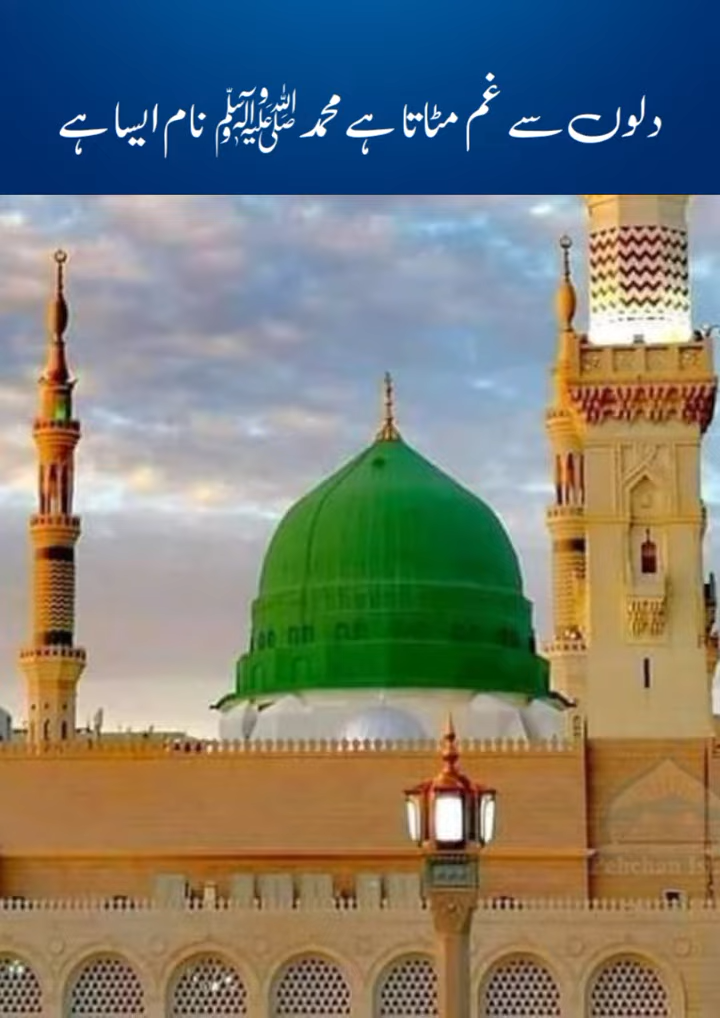 دلوں سے غم مٹاتا ہے محمد ﷺ نام ایسا ہے